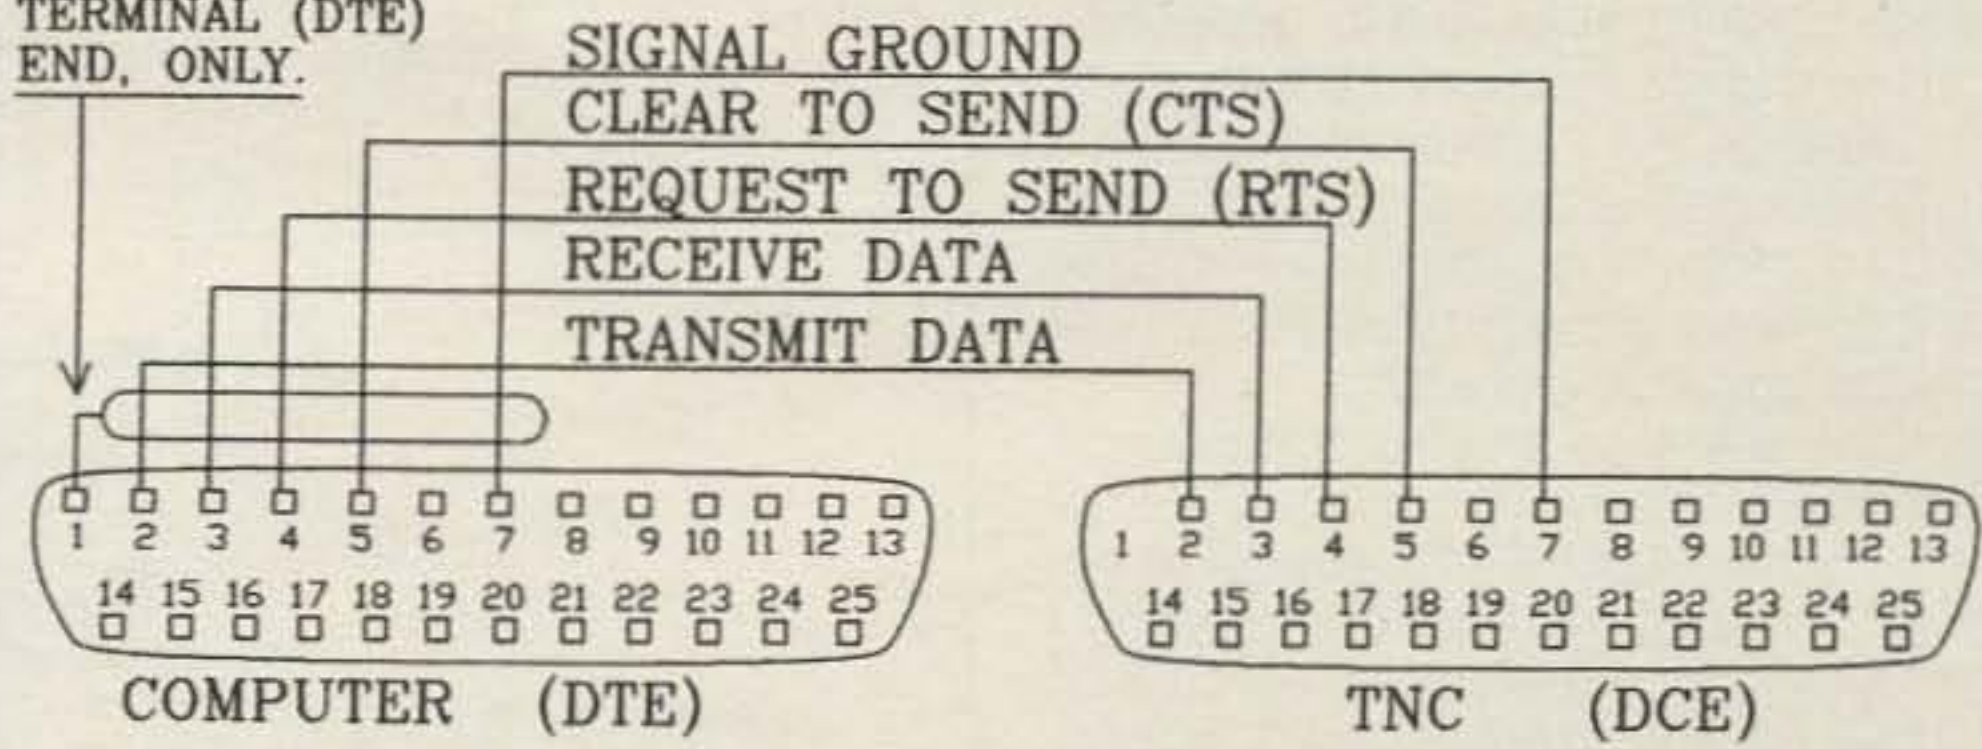 TERMINAL (DTE)
END, ONLY.
SIGNAL GROUND
CLEAR TO SEND (CTS)
REQUEST TO SEND (RTS)
RECEIVE DATA
TRANSMIT DATA
1 2 3 4 5 6 7 8 9 10 11 12 13
14 15 16 17 18 19 20 21 22 23 24 25
COMPUTER (DTE)
1 2 3 4 5 6 7 8 9 10 11 12 13
14 15 16 17 18 19 20 21 22 23 24 25
TNC (DCE)